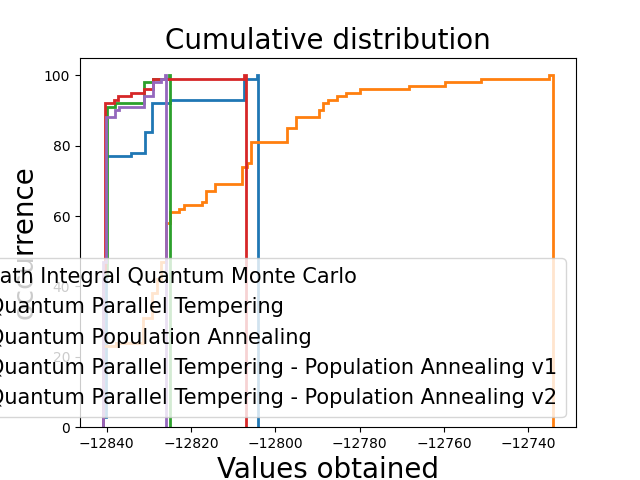 Cumulative distribution
100
80
60
40
20
0
occurrence
ath Integral Quantum Monte Carlo
Quantum Parallel Tempering
Quantum Population Annealing
Quantum Parallel Tempering - Population Annealing v1
Quantum Parallel Tempering - Population Annealing v2
−12840 −12820 −12800 −12780 −12760 −12740
Values obtained